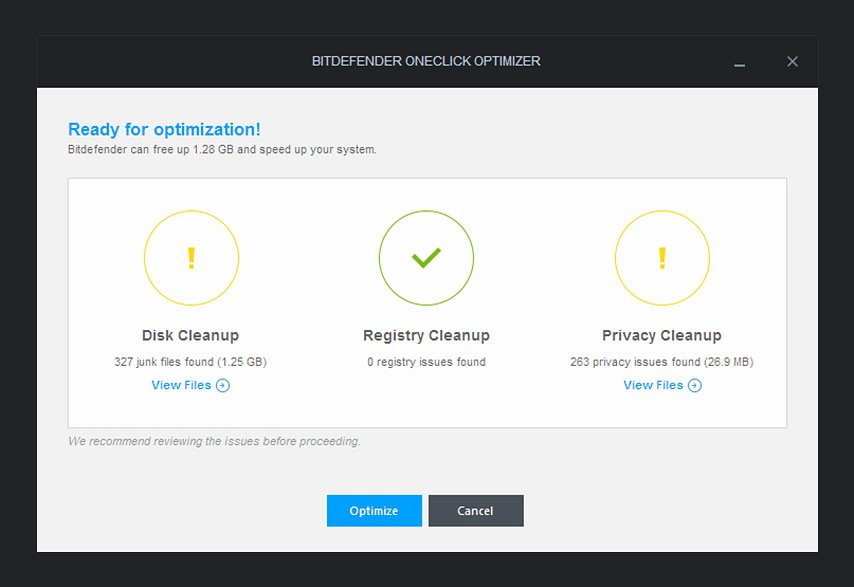 BITDEFENDER ONECLICK OPTIMIZER
Ready for optimization!
Bitdefender can free up 1.28 GB and speed up your system.
Disk Cleanup
327 junk files found (1.25 GB)
View Files
Registry Cleanup
0 registry issues found
Privacy Cleanup
263 privacy issues found (26.9 MB)
View Files
We recommend reviewing the issues before proceeding.
Optimize
Cancel